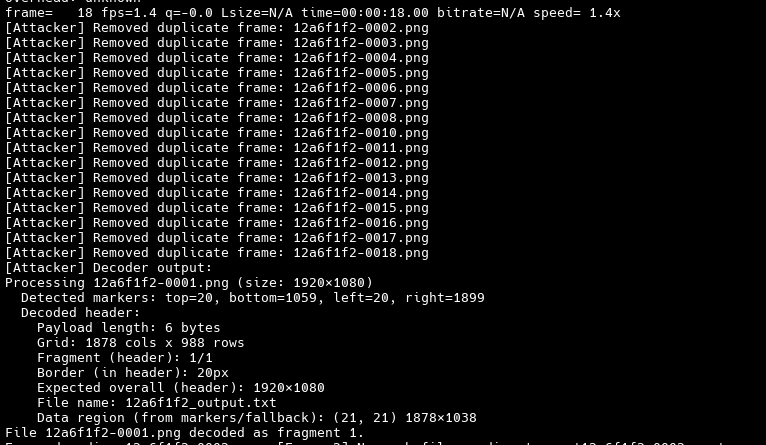 frame=   18 fps=1.4 q=-0.0 Lsize=N/A time=00:00:18.00 bitrate=N/A speed= 1.4x
[Attacker] Removed duplicate frame: 12a6f1f2-0002.png
[Attacker] Removed duplicate frame: 12a6f1f2-0003.png
[Attacker] Removed duplicate frame: 12a6f1f2-0004.png
[Attacker] Removed duplicate frame: 12a6f1f2-0005.png
[Attacker] Removed duplicate frame: 12a6f1f2-0006.png
[Attacker] Removed duplicate frame: 12a6f1f2-0007.png
[Attacker] Removed duplicate frame: 12a6f1f2-0008.png
[Attacker] Removed duplicate frame: 12a6f1f2-0010.png
[Attacker] Removed duplicate frame: 12a6f1f2-0011.png
[Attacker] Removed duplicate frame: 12a6f1f2-0012.png
[Attacker] Removed duplicate frame: 12a6f1f2-0013.png
[Attacker] Removed duplicate frame: 12a6f1f2-0014.png
[Attacker] Removed duplicate frame: 12a6f1f2-0015.png
[Attacker] Removed duplicate frame: 12a6f1f2-0016.png
[Attacker] Removed duplicate frame: 12a6f1f2-0017.png
[Attacker] Removed duplicate frame: 12a6f1f2-0018.png
[Attacker] Decoder output:
Processing 12a6f1f2-0001.png (size: 1920×1080)
  Detected markers: top=20, bottom=1059, left=20, right=1899
  Decoded header:
    Payload length: 6 bytes
    Grid: 1878 cols x 988 rows
    Fragment (header): 1/1
    Border (in header): 20px
    Expected overall (header): 1920×1080
    File name: 12a6f1f2_output.txt
    Data region (from markers/fallback): (21, 21) 1878×1038
File 12a6f1f2-0001.png decoded as fragment 1.